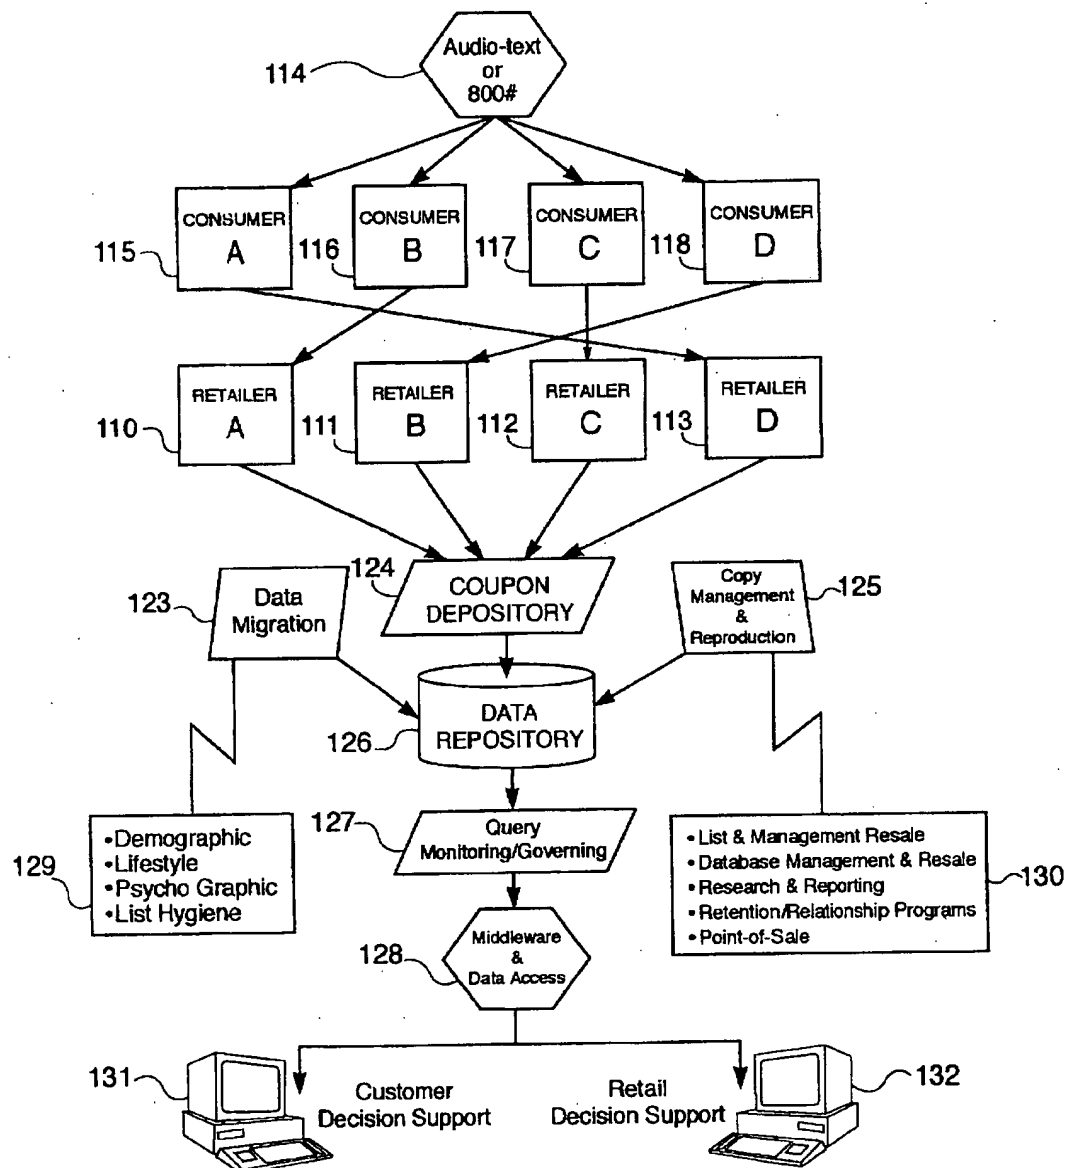 Audio-text
or
800#
114
CONSUMER
A
CONSUMER
B
CONSUMER
C
CONSUMER
D
115
116
117
118
RETAILER
A
RETAILER
B
RETAILER
C
RETAILER
D
110
111
112
113
124
COUPON
DEPOSITORY
123
Data
Migration
Copy
Management
&
Reproduction
125
DATA
REPOSITORY
126
127
Query
Monitoring/Governing
129
•Demographic
•Lifestyle
•Psycho Graphic
•List Hygiene
• List & Management Resale
• Database Management & Resale
• Research & Reporting
• Retention/Relationship Programs
• Point-of-Sale
130
128
Middleware
&
Data Access
131
Customer
Decision Support
Retail
Decision Support
132